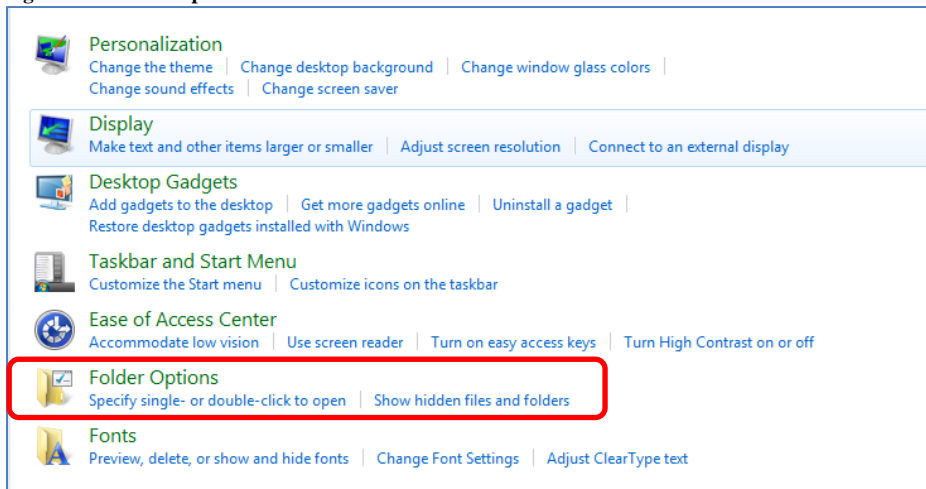 Personalization
Change the theme | Change desktop background | Change window glass colors |
Change sound effects | Change screen saver
Display
Make text and other items larger or smaller | Adjust screen resolution | Connect to an external display
Desktop Gadgets
Add gadgets to the desktop | Get more gadgets online | Uninstall a gadget |
Restore desktop gadgets installed with Windows
Taskbar and Start Menu
Customize the Start menu | Customize icons on the taskbar
Ease of Access Center
Accommodate low vision | Use screen reader | Turn on easy access keys | Turn High Contrast on or off
Folder Options
Specify single- or double-click to open | Show hidden files and folders
Fonts
Preview, delete, or show and hide fonts | Change Font Settings | Adjust ClearType text